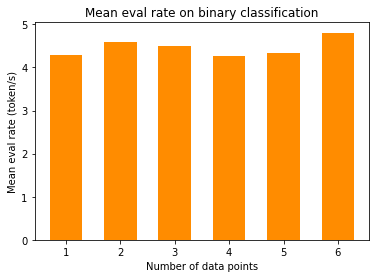 Mean eval rate on binary classification
Mean eval rate (token/s)
5
4
3
2
1
0
1 2 3 4 5 6
Number of data points